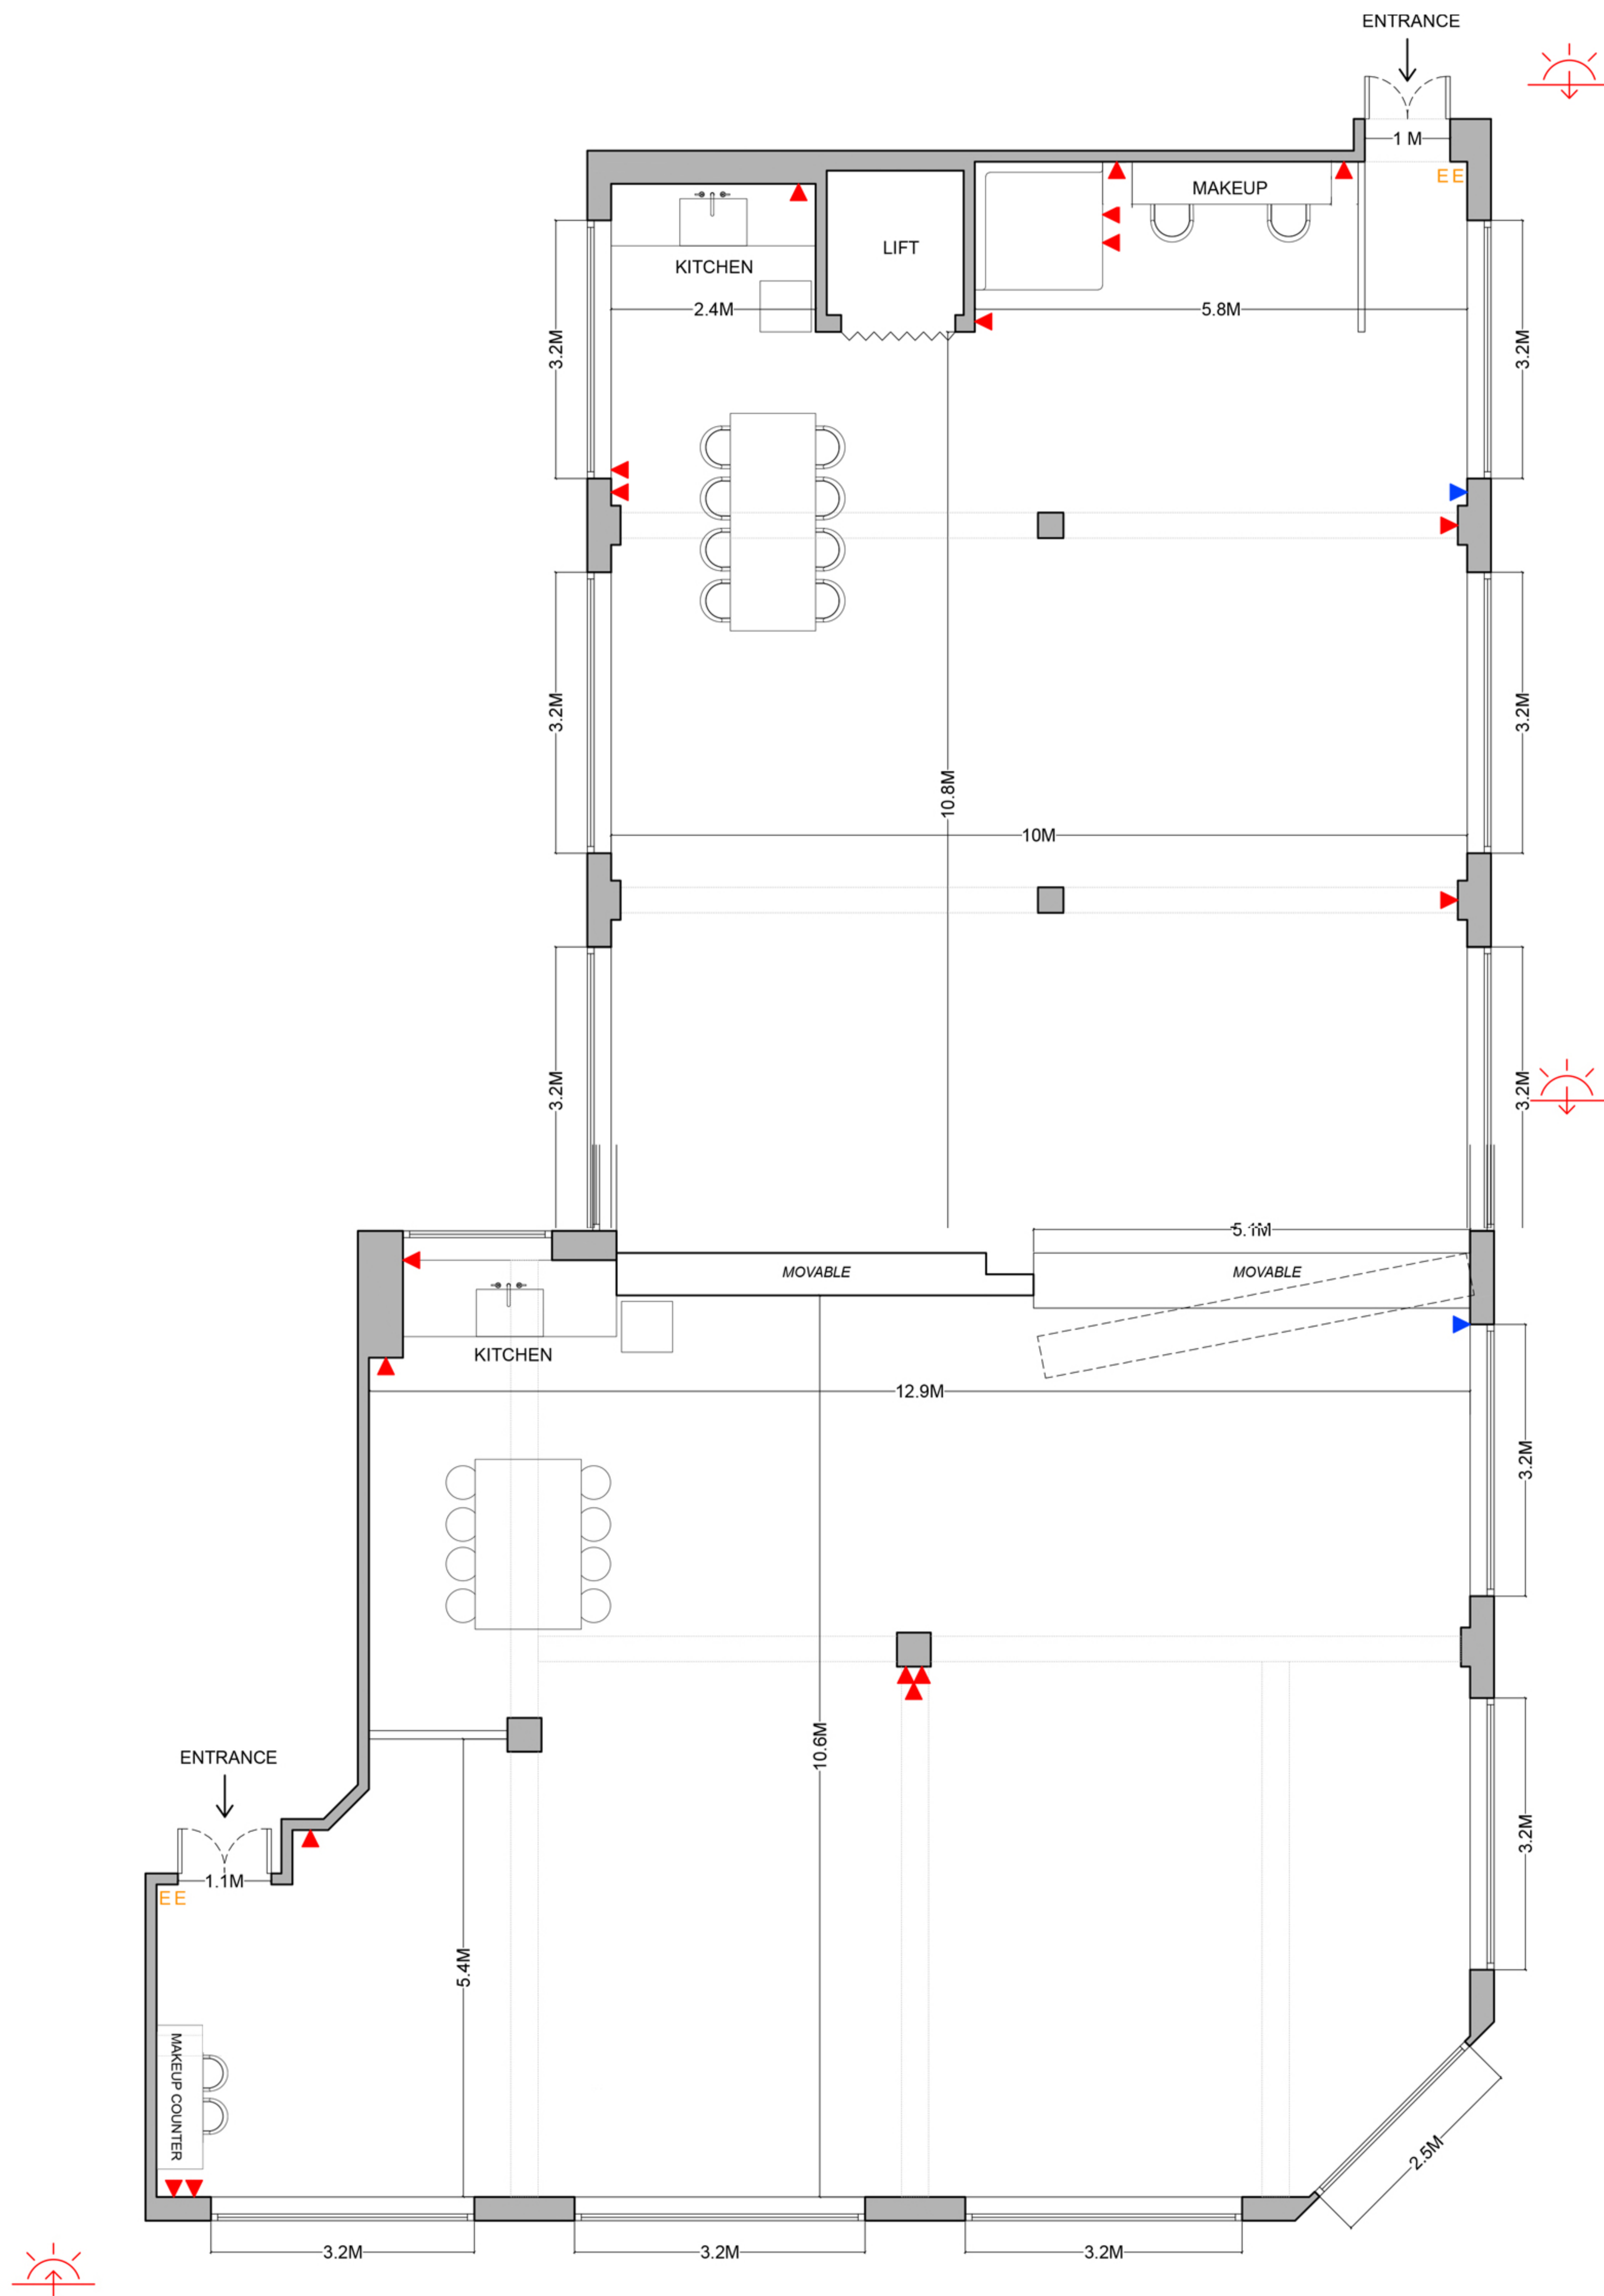 ENTRANCE
1 M
EE
MAKEUP
LIFT
KITCHEN
2.4M
5.8M
3.2M
3.2M
3.2M
3.2M
10.8M
10M
3.2M
3.2M
5.1M
MOVABLE
MOVABLE
KITCHEN
12.9M
3.2M
10.6M
ENTRANCE
3.2M
1.1M
EE
5.4M
MAKEUP COUNTER
2.5M
3.2M
3.2M
3.2M